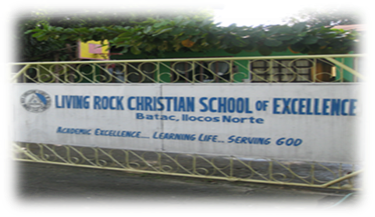 LIVING ROCK CHRISTIAN SCHOOL OF EXCELLENCE
Batac, Ilocos Norte
ACADEMIC EXCELLENCE... LEARNING LIFE... SERVING GOD